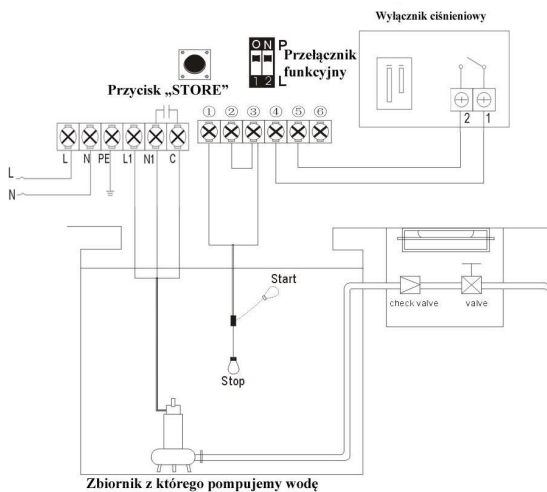 Wyłącznik ciśnieniowy
ON P
1 2 L
Przełącznik
funkcyjny
Przycisk „STORE”
① ② ③ ④ ⑤ ⑥
2 1
L N PE L1 N1 C
L
N
Start
Stop
check valve
valve
Zbiornik z którego pompujemy wodę